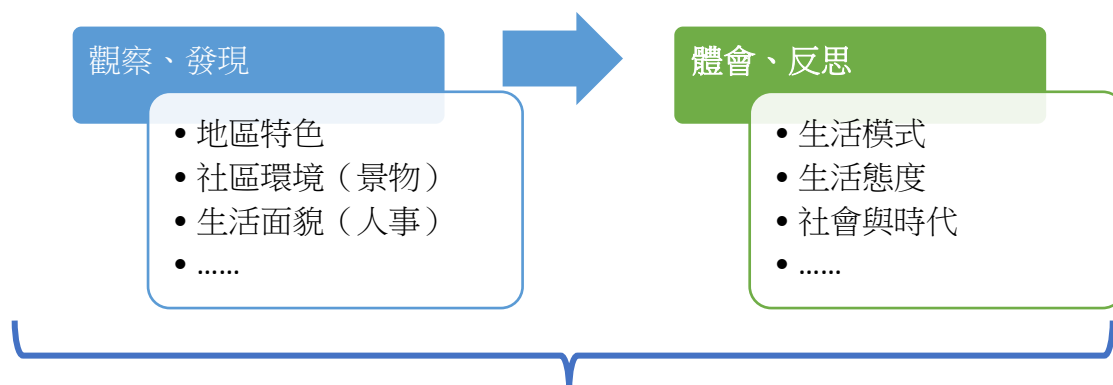 觀察、發現
• 地區特色
• 社區環境（景物）
• 生活面貌（人事）
• ......
體會、反思
• 生活模式
• 生活態度
• 社會與時代
• ......